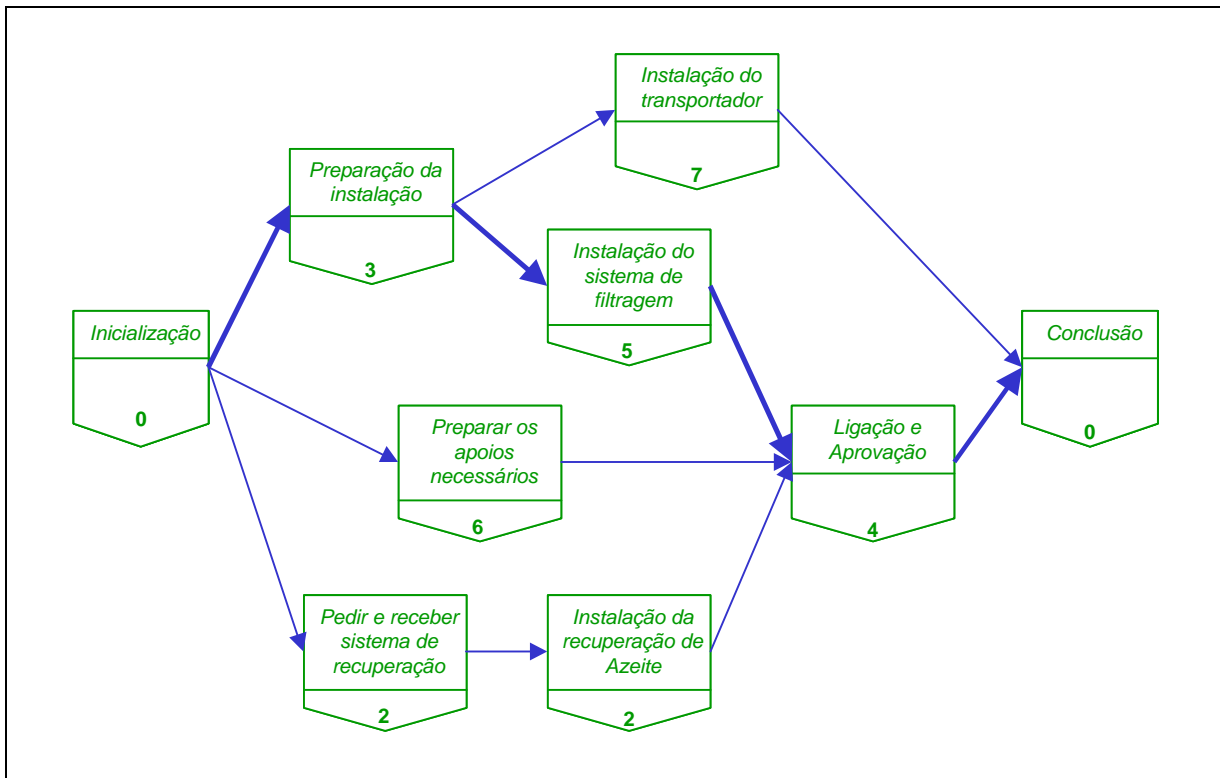 Instalação do
transportador
7
Preparação da
instalação
3
Instalação do
sistema de
filtragem
5
Inicialização
0
Conclusão
0
Preparar os
apoios
necessários
6
Ligação e
Aprovação
4
Pedir e receber
sistema de
recuperação
2
Instalação da
recuperação de
Azeite
2